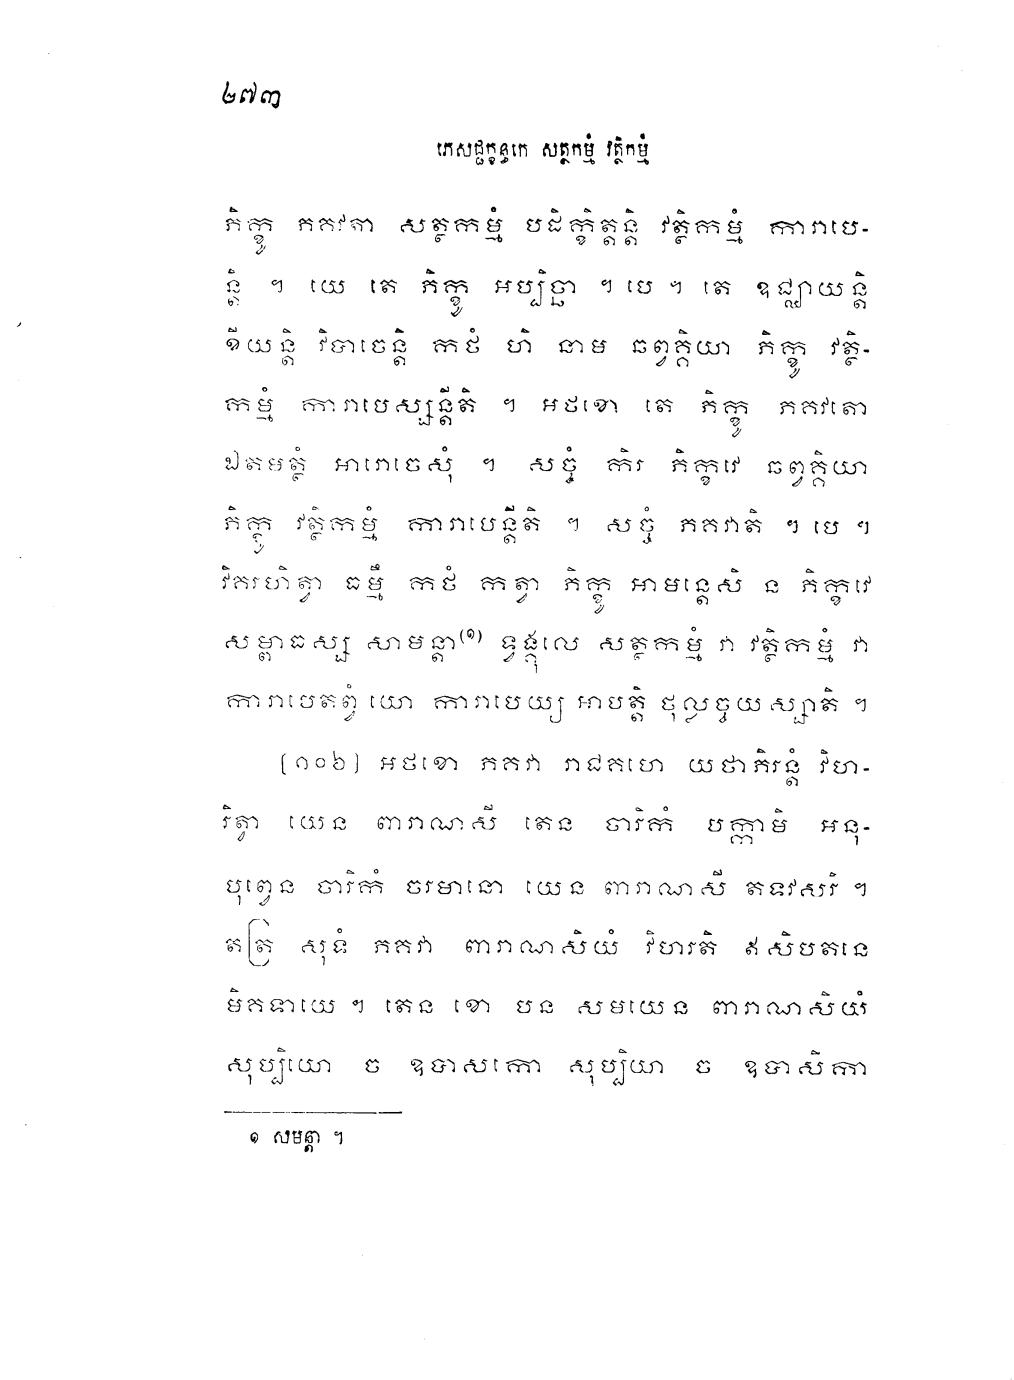 ២៧៣
ភេសជ្ជក្ខន្ធកេ សត្ថកម្មំ វត្ថិកម្មំ
ភិក្ខូ ភគវតា សត្ថកម្មំ បដិក្ខិត្តន្តិ វត្ថិកម្មំ ការាបេ-
ន្តិ ។ យេ តេ ភិក្ខូ អប្បិច្ឆា ។ បេ ។ តេ ឧជ្ឈាយន្តិ
ខីយន្តិ វិបាចេន្តិ កថំ ហិ នាម ឆព្វគ្គិយា ភិក្ខូ វត្ថិ-
កម្មំ ការាបេស្សន្តីតិ ។ អថខោ តេ ភិក្ខូ ភគវតោ
ឯតមត្ថំ អារោចេសុំ ។ សច្ចំ កិរ ភិក្ខវេ ឆព្វគ្គិយា
ភិក្ខូ វត្ថិកម្មំ ការាបេន្តីតិ ។ សច្ចំ ភគវាតិ ។ បេ ។
វិគរហិត្វា ធម្មឹ កថំ កត្វា ភិក្ខូ អាមន្តេសិ ន ភិក្ខវេ
សម្ពាធស្ស សាមន្តា(១) ទ្វង្គុលេ សត្ថកម្មំ វា វត្ថិកម្មំ វា
ការាបេតព្វំ យោ ការាបេយ្យ អាបត្តិ ថុល្លច្ចយស្សាតិ ។
[១០៦] អថខោ ភគវា រាជគហេ យថាភិរន្តំ វិហ-
រិត្វា យេន ពារាណសី តេន ចារិកំ បក្កាមិ អនុ-
បុព្វេន ចារិកំ ចរមានោ យេន ពារាណសី តទវសរិ ។
តត្រ សុទំ ភគវា ពារាណសិយំ វិហរតិ ឥសិបតនេ
មិគទាយេ ។ តេន ខោ បន សមយេន ពារាណសិយំ
សុប្បិយោ ច ឧបាសកោ សុប្បិយា ច ឧបាសិកា
១ សមន្តា ។